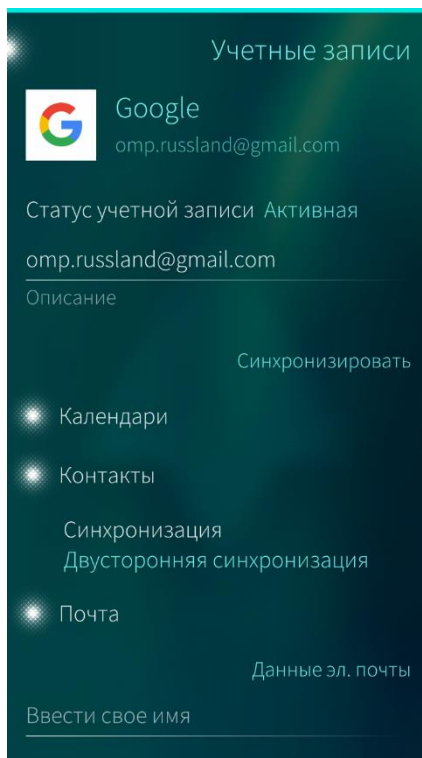 Учетные записи
Google
omp.russland@gmail.com
Статус учетной записи Активная
omp.russland@gmail.com
Описание
Синхронизировать
Календари
Контакты
Синхронизация
Двусторонняя синхронизация
Почта
Данные эл. почты
Ввести свое имя